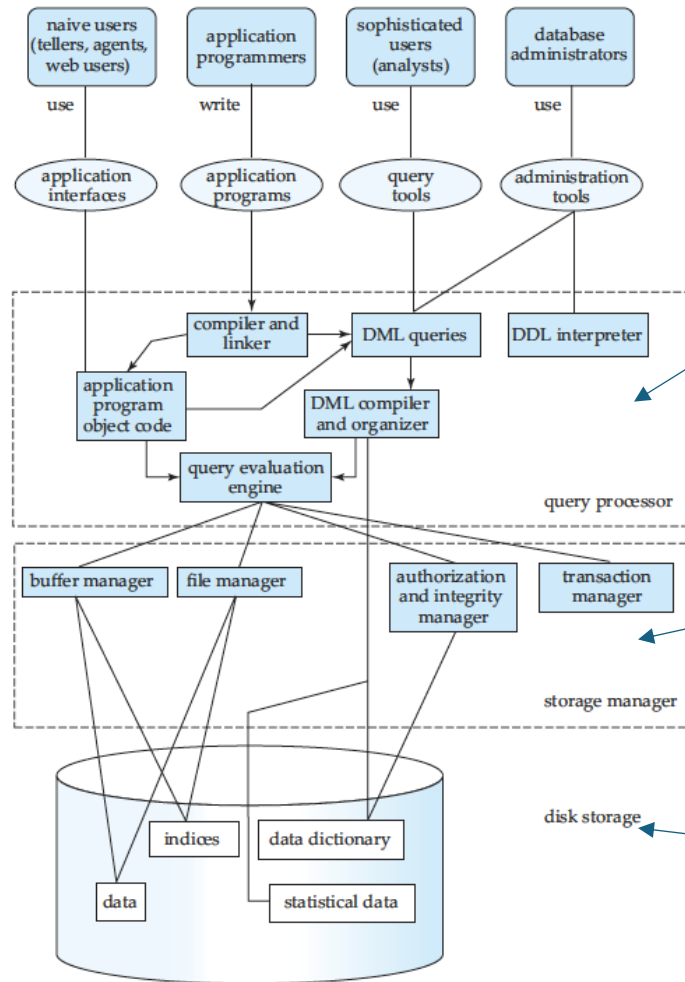 naive users
(tellers, agents,
web users)
application
programmers
sophisticated
users
(analysts)
database
administrators
use
write
use
use
application
interfaces
application
programs
query
tools
administration
tools
compiler and
linker
DML queries
DDL interpreter
application
program
object code
DML compiler
and organizer
query evaluation
engine
query processor
buffer manager
file manager
authorization
and integrity
manager
transaction
manager
storage manager
disk storage
indices
data dictionary
data
statistical data